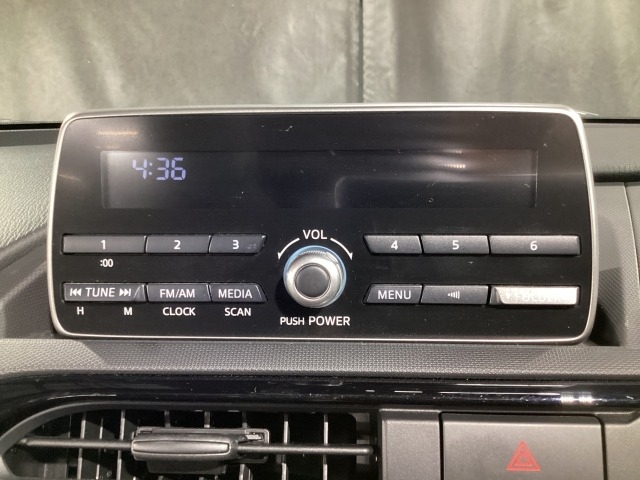 4:36
VOL
1 2 3 4 5 6
:00
TUNE FM/AM MEDIA MENU
H M CLOCK SCAN
PUSH POWER